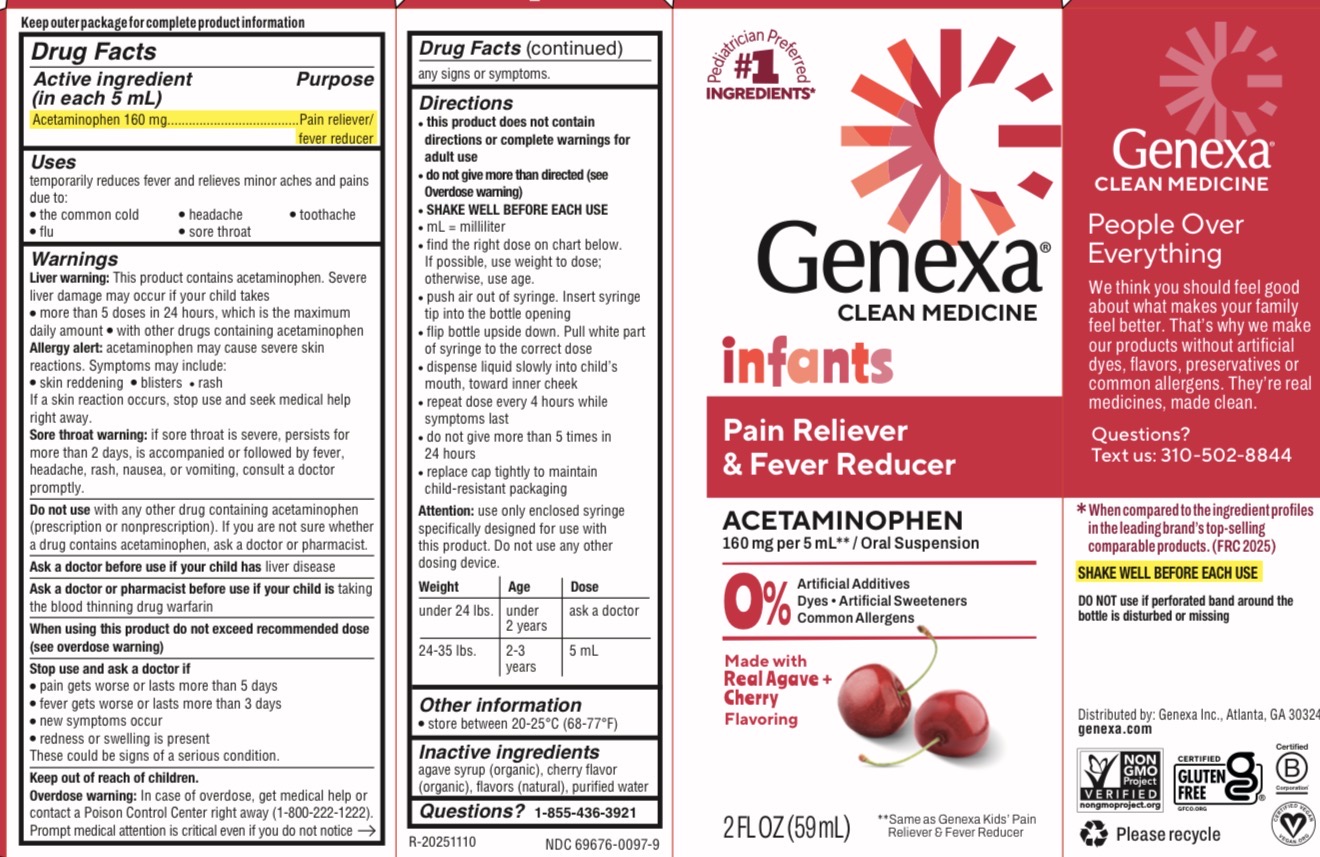 Keep outer package for complete product information
Drug Facts
Active ingredient Purpose
(in each 5 mL)
Acetaminophen 160 mg.......................................Pain reliever/
fever reducer
Uses
temporarily reduces fever and relieves minor aches and pains
due to:
• the common cold • headache • toothache
• flu • sore throat
Warnings
Liver warning: This product contains acetaminophen. Severe
liver damage may occur if your child takes
• more than 5 doses in 24 hours, which is the maximum
daily amount • with other drugs containing acetaminophen
Allergy alert: acetaminophen may cause severe skin
reactions. Symptoms may include:
• skin reddening • blisters • rash
If a skin reaction occurs, stop use and seek medical help
right away.
Sore throat warning: if sore throat is severe, persists for
more than 2 days, is accompanied or followed by fever,
headache, rash, nausea, or vomiting, consult a doctor
promptly.
Do not use with any other drug containing acetaminophen
(prescription or nonprescription). If you are not sure whether
a drug contains acetaminophen, ask a doctor or pharmacist.
Ask a doctor before use if your child has liver disease
Ask a doctor or pharmacist before use if your child is taking
the blood thinning drug warfarin
When using this product do not exceed recommended dose
(see overdose warning)
Stop use and ask a doctor if
• pain gets worse or lasts more than 5 days
• fever gets worse or lasts more than 3 days
• new symptoms occur
• redness or swelling is present
These could be signs of a serious condition.
Keep out of reach of children.
Overdose warning: In case of overdose, get medical help or
contact a Poison Control Center right away (1-800-222-1222).
Prompt medical attention is critical even if you do not notice →
Drug Facts (continued)
any signs or symptoms.
Directions
• this product does not contain
directions or complete warnings for
adult use
• do not give more than directed (see
Overdose warning)
• SHAKE WELL BEFORE EACH USE
• mL = milliliter
• find the right dose on chart below.
If possible, use weight to dose;
otherwise, use age.
• push air out of syringe. Insert syringe
tip into the bottle opening
• flip bottle upside down. Pull white part
of syringe to the correct dose
• dispense liquid slowly into child's
mouth, toward inner cheek
• repeat dose every 4 hours while
symptoms last
• do not give more than 5 times in
24 hours
• replace cap tightly to maintain
child-resistant packaging
Attention: use only enclosed syringe
specifically designed for use with
this product. Do not use any other
dosing device.
Weight Age Dose
under 24 lbs. under ask a doctor
2 years
24-35 lbs. 2-3 5 mL
years
Other information
• store between 20-25°C (68-77°F)
Inactive ingredients
agave syrup (organic), cherry flavor
(organic), flavors (natural), purified water
Questions? 1-855-436-3921
R-20251110 NDC 69676-0097-9
Pediatrician Preferred
#1
INGREDIENTS*
Genexa®
CLEAN MEDICINE
infants
Pain Reliever
& Fever Reducer
ACETAMINOPHEN
160 mg per 5 mL** / Oral Suspension
0% Artificial Additives
Dyes • Artificial Sweeteners
Common Allergens
Made with
Real Agave +
Cherry
Flavoring
2 FL OZ (59 mL)
**Same as Genexa Kids' Pain
Reliever & Fever Reducer
Genexa®
CLEAN MEDICINE
People Over
Everything
We think you should feel good
about what makes your family
feel better. That's why we make
our products without artificial
dyes, flavors, preservatives or
common allergens. They're real
medicines, made clean.
Questions?
Text us: 310-502-8844
* When compared to the ingredient profiles
in the leading brand's top-selling
comparable products. (FRC 2025)
SHAKE WELL BEFORE EACH USE
DO NOT use if perforated band around the
bottle is disturbed or missing
Distributed by: Genexa Inc., Atlanta, GA 30324
genexa.com
NON
GMO
Project
VERIFIED
nongmoproject.org
CERTIFIED
GLUTEN
FREE
GFCO.ORG
®
Certified
B
Corporation
CERTIFIED VEGAN
VEGAN.ORG
Please recycle